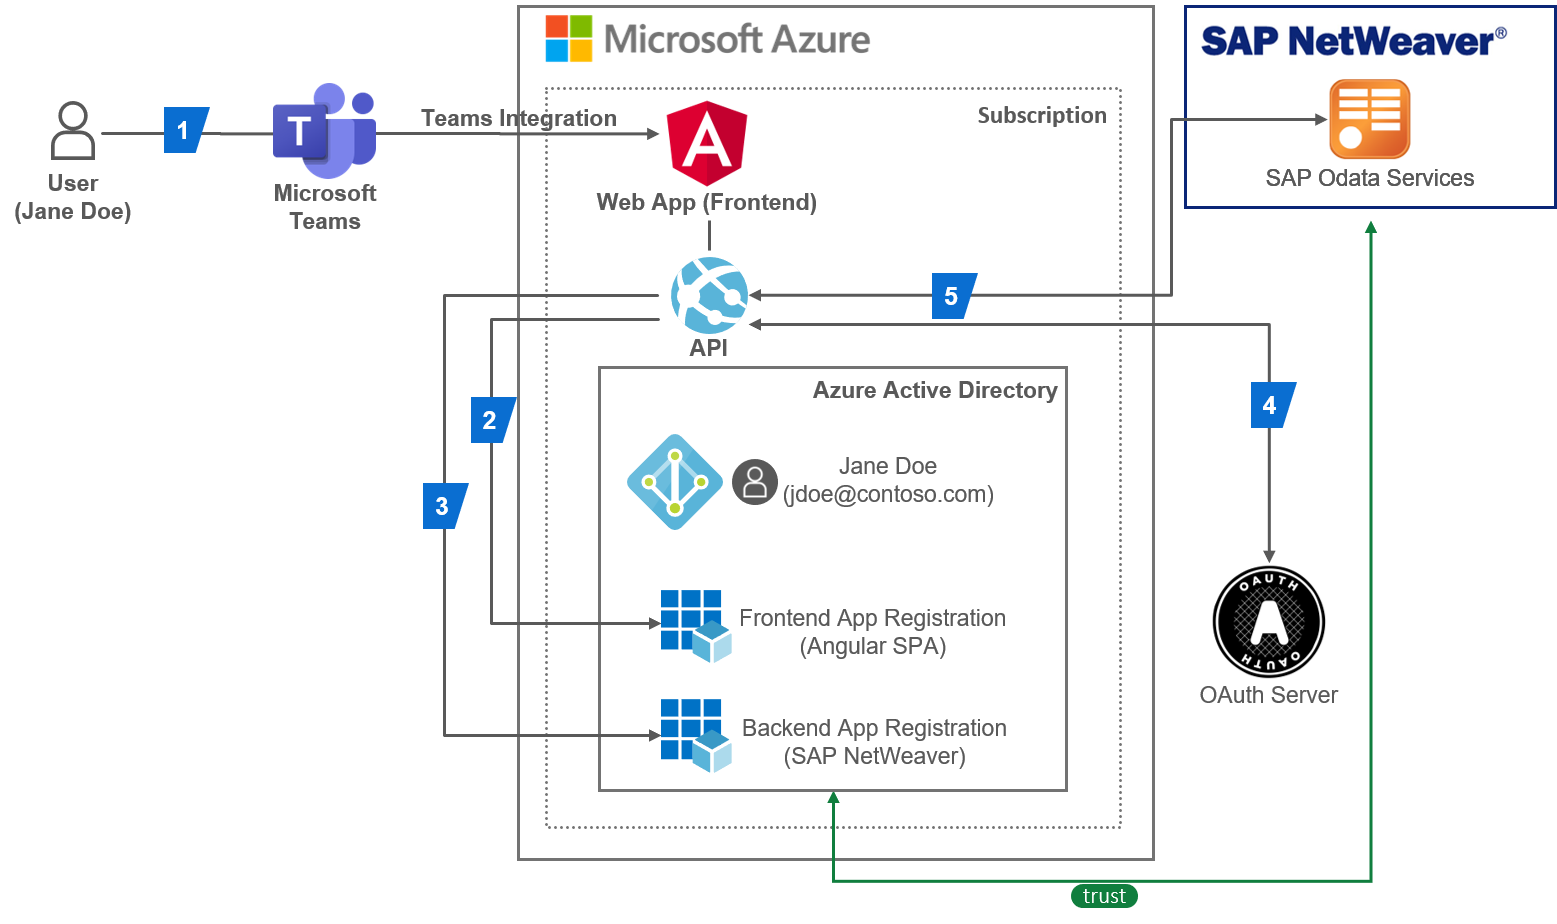 Microsoft Azure
SAP NetWeaver®
Subscription
SAP Odata Services
1
T
Teams Integration
User
(Jane Doe)
Microsoft
Teams
Web App (Frontend)
5
API
Azure Active Directory
2
4
3
Jane Doe
(jdoe@contoso.com)
Frontend App Registration
(Angular SPA)
OAUTH
A
OAUTH
OAuth Server
Backend App Registration
(SAP NetWeaver)
trust